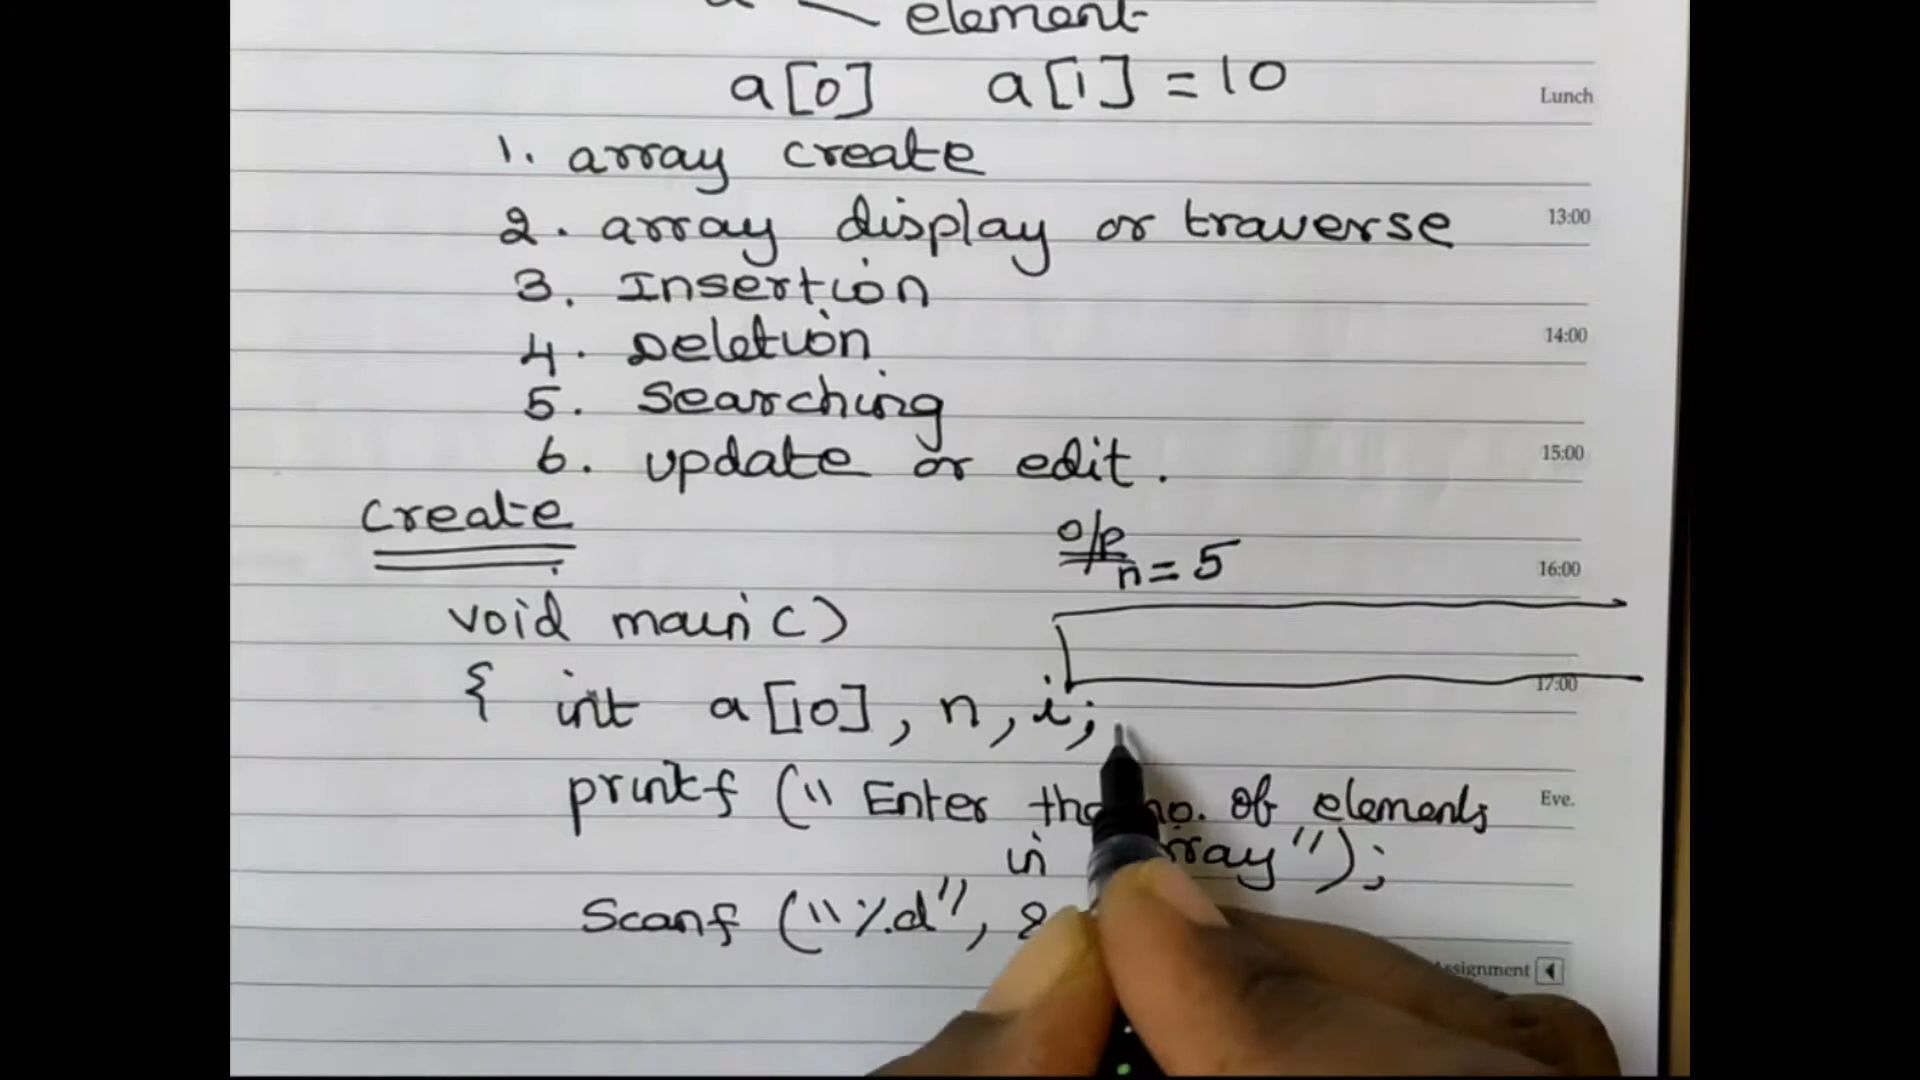 element
a[0] a[1] = 10
Lunch
1. array create
2. array display or traverse
13:00
3. Insertion
4. Deletion
14:00
5. Searching
6. update or edit.
15:00
create
o/p
n = 5
16:00
void main()
{ int a[10], n, i;
17:00
printf ("Enter the no. of elements
Eve.
in array");
Scanf ("%d", &
Assignment